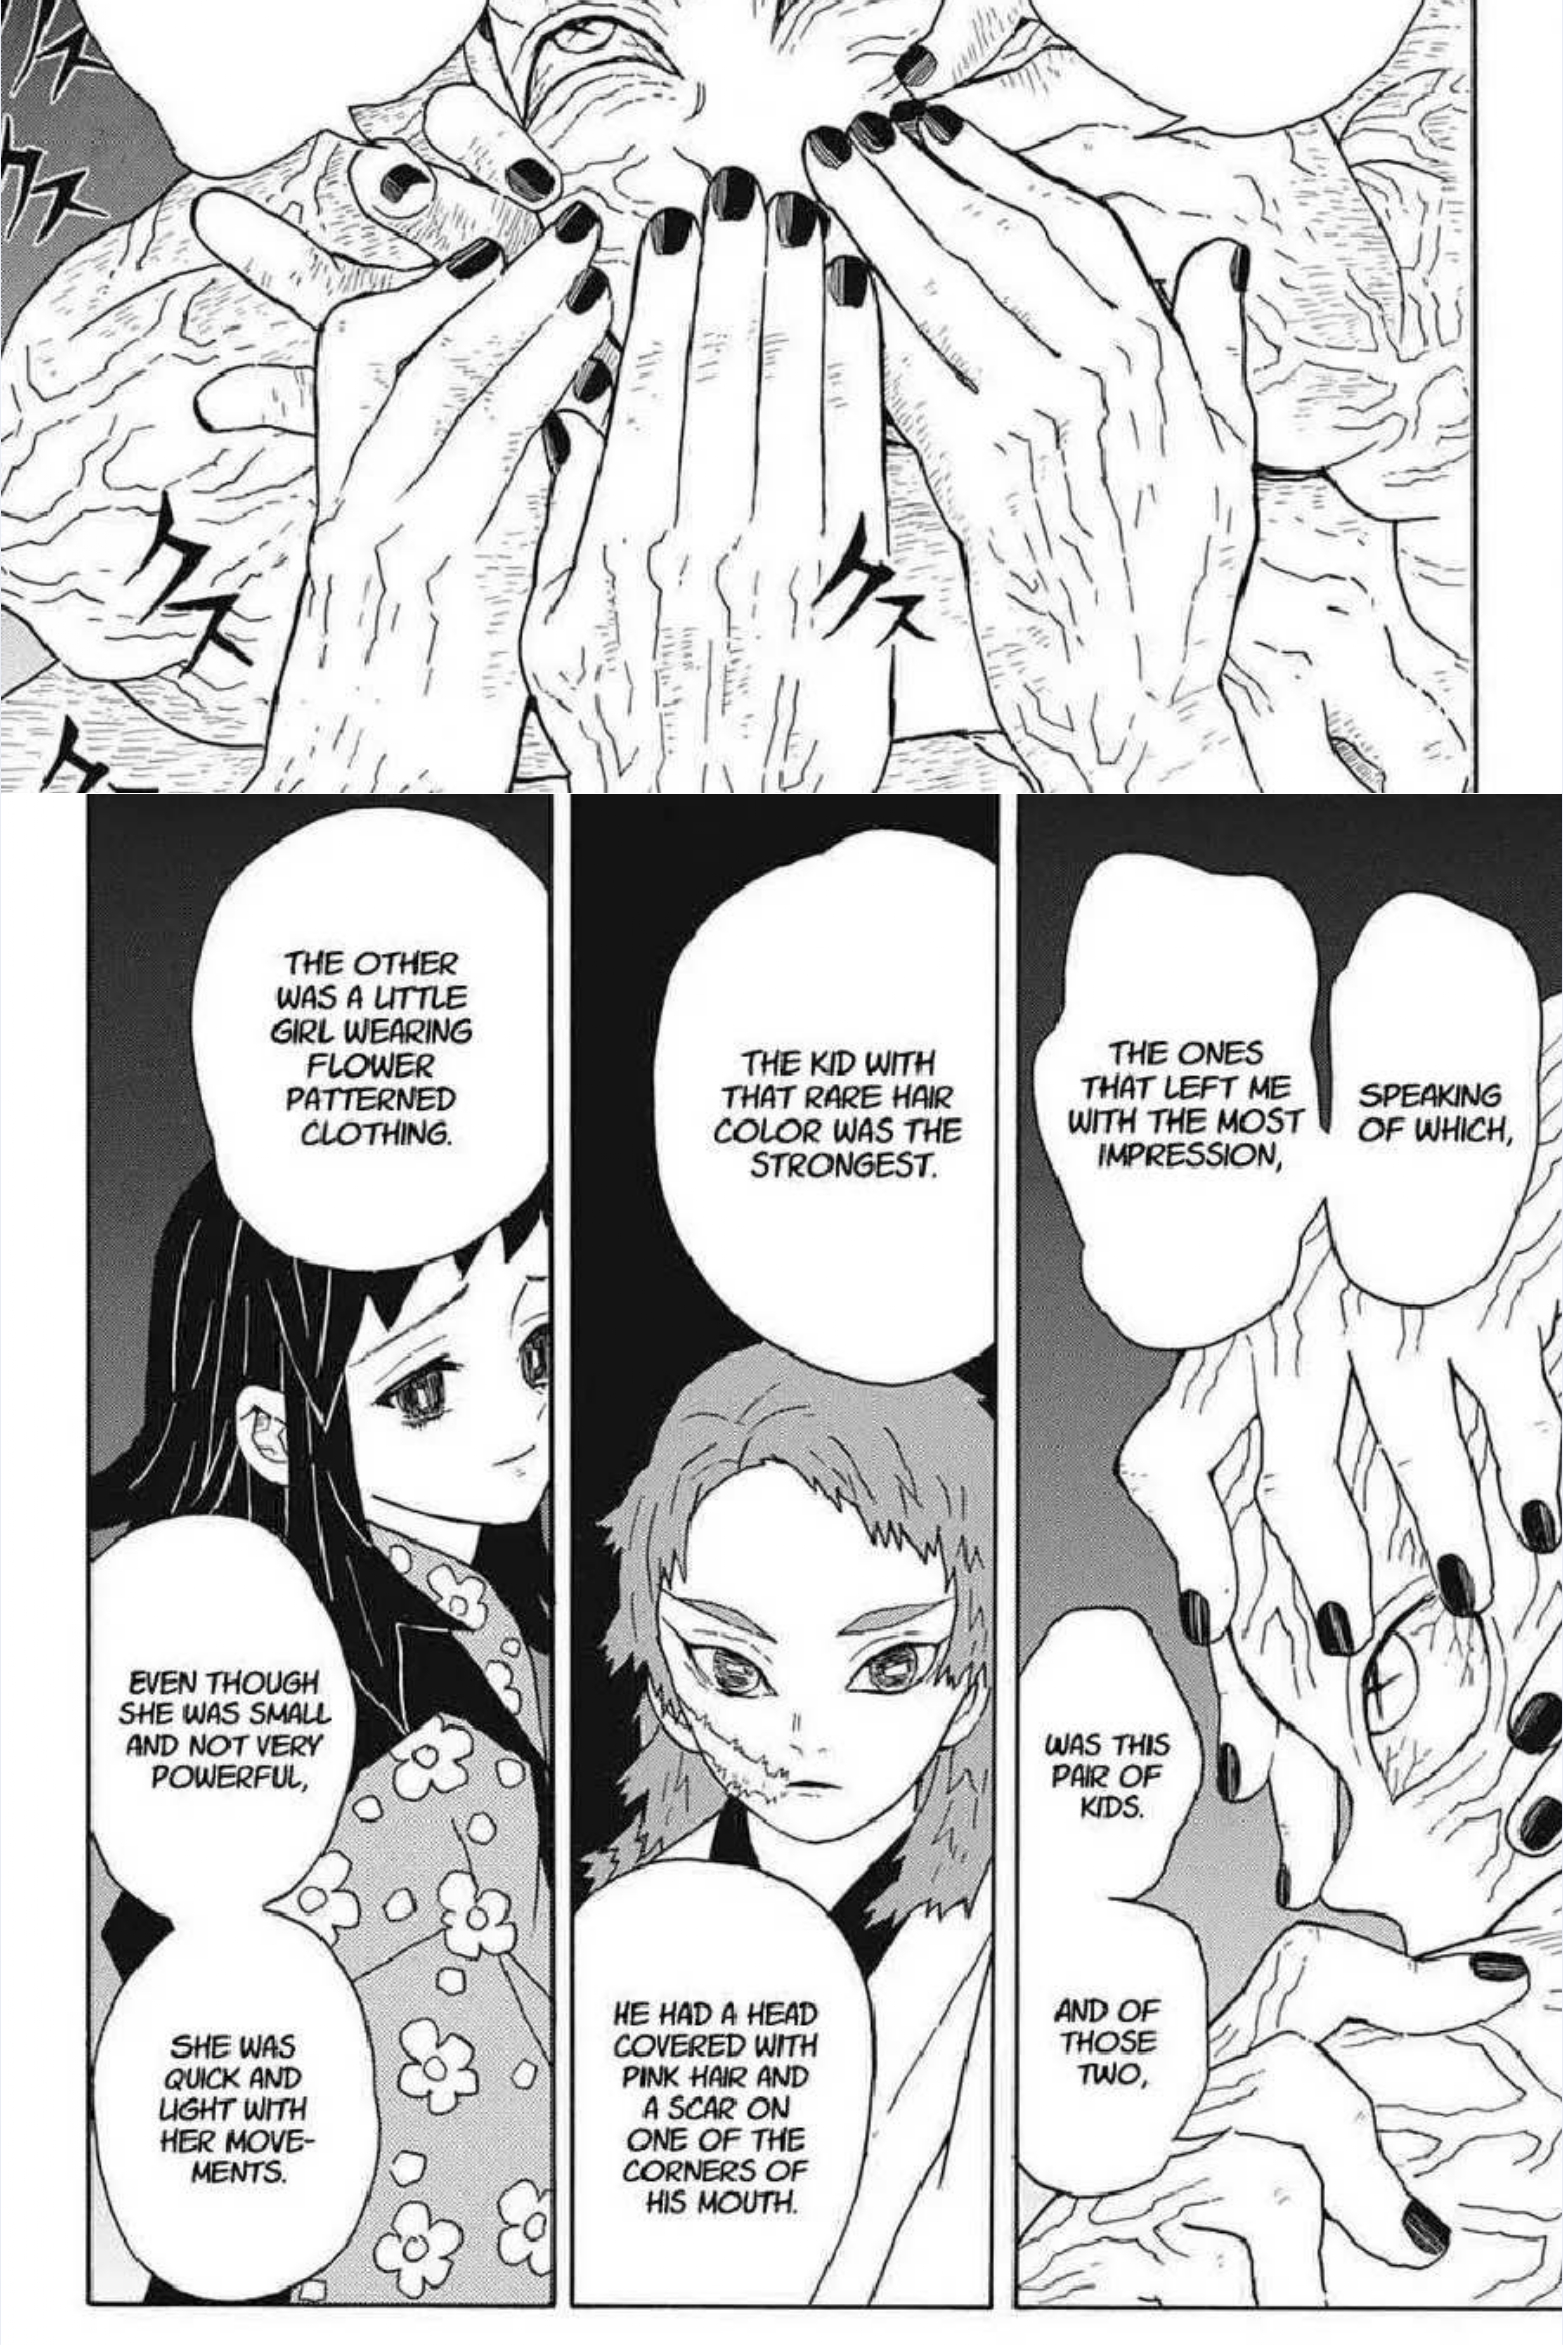 クス
クス
クス
クス
ク
SPEAKING
OF WHICH,
THE ONES
THAT LEFT ME
WITH THE MOST
IMPRESSION,
WAS THIS
PAIR OF
KIDS.
AND OF
THOSE
TWO,
THE KID WITH
THAT RARE HAIR
COLOR WAS THE
STRONGEST.
HE HAD A HEAD
COVERED WITH
PINK HAIR AND
A SCAR ON
ONE OF THE
CORNERS OF
HIS MOUTH.
THE OTHER
WAS A LITTLE
GIRL WEARING
FLOWER
PATTERNED
CLOTHING.
EVEN THOUGH
SHE WAS SMALL
AND NOT VERY
POWERFUL,
SHE WAS
QUICK AND
LIGHT WITH
HER MOVE-
MENTS.